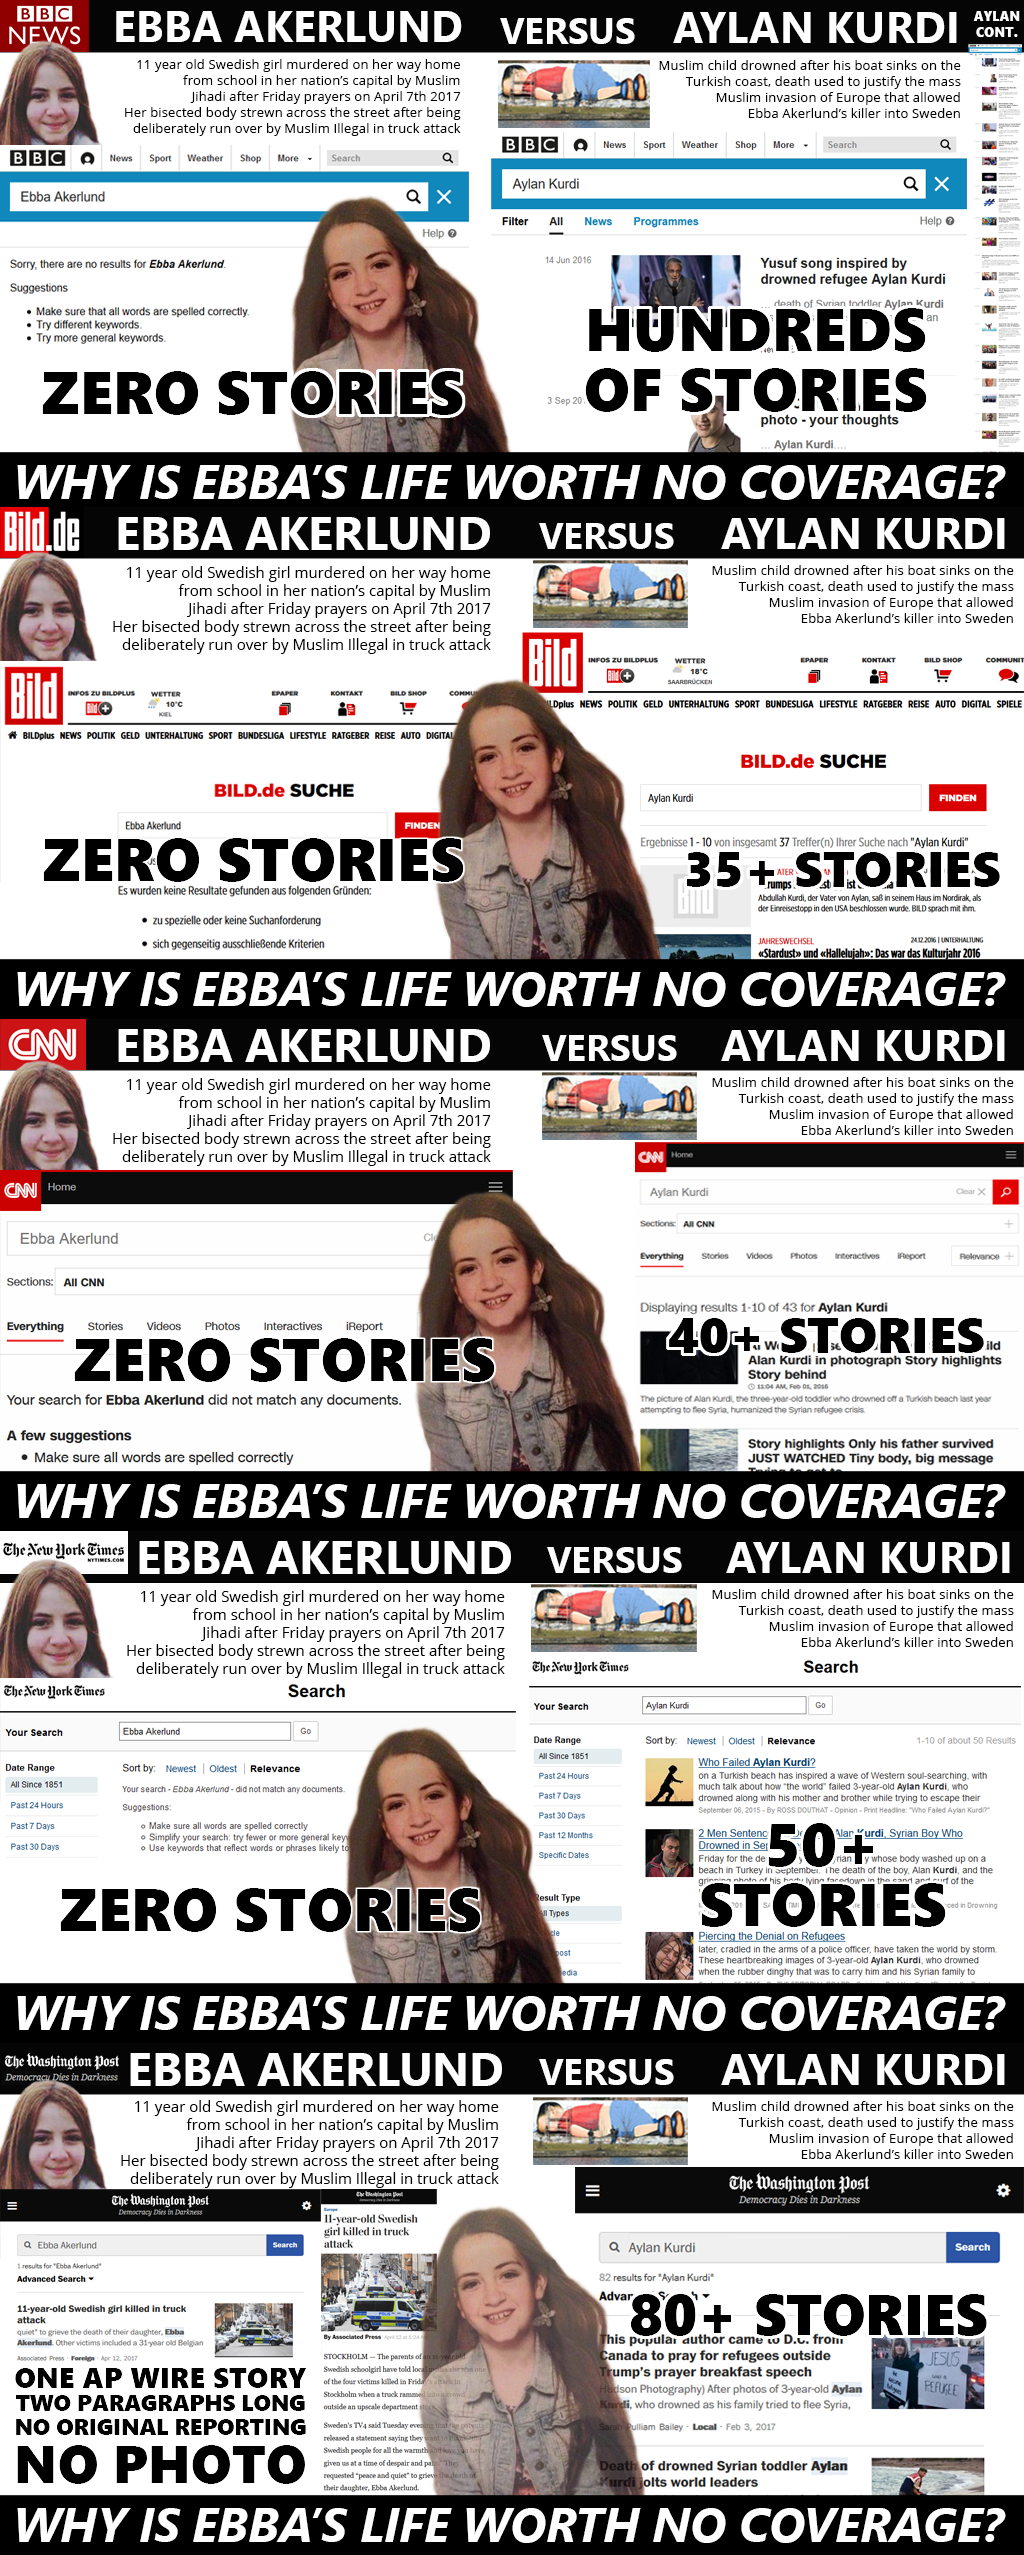 BBC
NEWS
EBBA AKERLUND
VERSUS
AYLAN KURDI
AYLAN
CONT.
11 year old Swedish girl murdered on her way home
from school in her nation's capital by Muslim
Jihadi after Friday prayers on April 7th 2017
Her bisected body strewn across the street after being
deliberately run over by Muslim Illegal in truck attack
Muslim child drowned after his boat sinks on the
Turkish coast, death used to justify the mass
Muslim invasion of Europe that allowed
Ebba Akerlund's killer into Sweden
BBC News Sport Weather Shop More Search
Ebba Akerlund
Help
Sorry, there are no results for Ebba Akerlund.
Suggestions
Make sure that all words are spelled correctly.
Try different keywords.
Try more general keywords.
ZERO STORIES
BBC News Sport Weather Shop More Search
Aylan Kurdi
Filter All News Programmes Help
14 Jun 2016
Yusuf song inspired by
drowned refugee Aylan Kurdi
... death of Syrian toddler Aylan Kurdi
HUNDREDS
OF STORIES
3 Sep
photo - your thoughts
... Aylan Kurdi....
WHY IS EBBA'S LIFE WORTH NO COVERAGE?
Bild.de
EBBA AKERLUND
VERSUS
AYLAN KURDI
11 year old Swedish girl murdered on her way home
from school in her nation's capital by Muslim
Jihadi after Friday prayers on April 7th 2017
Her bisected body strewn across the street after being
deliberately run over by Muslim Illegal in truck attack
Muslim child drowned after his boat sinks on the
Turkish coast, death used to justify the mass
Muslim invasion of Europe that allowed
Ebba Akerlund's killer into Sweden
Bild
INFOS ZU BILDPLUS WETTER 10°C KIEL EPAPER KONTAKT BILD SHOP
BILDplus NEWS POLITIK GELD UNTERHALTUNG SPORT BUNDESLIGA LIFESTYLE RATGEBER REISE AUTO
BILD.de SUCHE
Ebba Akerlund FINDEN
ZERO STORIES
Es wurden keine Resultate gefunden aus folgenden Gründen:
zu spezielle oder keine Suchanforderung
sich gegenseitig ausschließende Kriterien
Bild
INFOS ZU BILDPLUS WETTER 18°C SAARBRÜCKEN EPAPER KONTAKT BILD SHOP COMMUNIT
NEWS POLITIK GELD UNTERHALTUNG SPORT BUNDESLIGA LIFESTYLE RATGEBER REISE AUTO DIGITAL SPIELE
BILD.de SUCHE
Aylan Kurdi FINDEN
Ergebnisse 1 - 10 von insgesamt 37 Treffer(n) Ihrer Suche nach "Aylan Kurdi"
35+ STORIES
Abdullah Kurdi, der Vater von Aylan, saß in seinem Haus im Nordirak, als
der Einreisestopp in den USA beschlossen wurde. BILD sprach mit ihm.
JAHRESWECHSEL 24.12.2016 | UNTERHALTUNG
«Stardust» und «Hallelujah»: Das war das Kulturjahr 2016
WHY IS EBBA'S LIFE WORTH NO COVERAGE?
CNN
EBBA AKERLUND
VERSUS
AYLAN KURDI
11 year old Swedish girl murdered on her way home
from school in her nation's capital by Muslim
Jihadi after Friday prayers on April 7th 2017
Her bisected body strewn across the street after being
deliberately run over by Muslim Illegal in truck attack
Muslim child drowned after his boat sinks on the
Turkish coast, death used to justify the mass
Muslim invasion of Europe that allowed
Ebba Akerlund's killer into Sweden
CNN Home
Ebba Akerlund
Sections: All CNN
Everything Stories Videos Photos Interactives iReport
ZERO STORIES
Your search for Ebba Akerlund did not match any documents.
A few suggestions
Make sure all words are spelled correctly
CNN Home
Aylan Kurdi Clear
Sections: All CNN
Everything Stories Videos Photos Interactives iReport Relevance
Displaying results 1-10 of 43 for Aylan Kurdi
40+ STORIES
Alan Kurdi in photograph Story highlights
Story behind
11:04 AM, Feb 01, 2016
The picture of Alan Kurdi, the three-year-old toddler who drowned off a Turkish beach last year
attempting to flee Syria, humanized the Syrian refugee crisis.
Story highlights Only his father survived
JUST WATCHED Tiny body, big message
WHY IS EBBA'S LIFE WORTH NO COVERAGE?
The New York Times
NYTIMES.COM
EBBA AKERLUND
VERSUS
AYLAN KURDI
11 year old Swedish girl murdered on her way home
from school in her nation's capital by Muslim
Jihadi after Friday prayers on April 7th 2017
Her bisected body strewn across the street after being
deliberately run over by Muslim Illegal in truck attack
Muslim child drowned after his boat sinks on the
Turkish coast, death used to justify the mass
Muslim invasion of Europe that allowed
Ebba Akerlund's killer into Sweden
The New York Times Search
Your Search Ebba Akerlund Go
Date Range
All Since 1851
Past 24 Hours
Past 7 Days
Past 30 Days
Sort by: Newest | Oldest | Relevance
Your search - Ebba Akerlund - did not match any documents.
Suggestions:
Make sure all words are spelled correctly
Simplify your search: try fewer or more general
Use keywords that reflect words or phrases likely to
ZERO STORIES
The New York Times Search
Your Search Aylan Kurdi Go
Date Range
All Since 1851
Past 24 Hours
Past 7 Days
Past 30 Days
Past 12 Months
Specific Dates
Sort by: Newest | Oldest | Relevance 1-10 of about 50 Results
Who Failed Aylan Kurdi?
on a Turkish beach has inspired a wave of Western soul-searching, with
much talk about how "the world" failed 3-year-old Aylan Kurdi, who
drowned along with his mother and brother while trying to escape their
September 06, 2015 - By ROSS DOUTHAT - Opinion - Print Headline: "Who Failed Aylan Kurdi?"
2 Men Kurdi, Syrian Boy Who
Drowned in
Friday for the whose body washed up on a
beach in Turkey in September. The death of the boy, Alan Kurdi, and the
50+
STORIES
Piercing the Denial on Refugees
later, cradled in the arms of a police officer, have taken the world by storm.
These heartbreaking images of 3-year-old Aylan Kurdi, who drowned
when the rubber dinghy that was to carry him and his Syrian family to
WHY IS EBBA'S LIFE WORTH NO COVERAGE?
The Washington Post
Democracy Dies in Darkness
EBBA AKERLUND
VERSUS
AYLAN KURDI
11 year old Swedish girl murdered on her way home
from school in her nation's capital by Muslim
Jihadi after Friday prayers on April 7th 2017
Her bisected body strewn across the street after being
deliberately run over by Muslim Illegal in truck attack
Muslim child drowned after his boat sinks on the
Turkish coast, death used to justify the mass
Muslim invasion of Europe that allowed
Ebba Akerlund's killer into Sweden
The Washington Post
Democracy Dies in Darkness
Ebba Akerlund Search
1 results for "Ebba Akerlund"
Advanced Search
11-year-old Swedish girl killed in truck
attack
quiet" to grieve the death of their daughter, Ebba
Akerlund. Other victims included a 31-year old Belgian
Associated Press · Foreign · Apr 12, 2017
ONE AP WIRE STORY
TWO PARAGRAPHS LONG
NO ORIGINAL REPORTING
NO PHOTO
The Washington Post
Europe
11-year-old Swedish
girl killed in truck
attack
By Associated Press
STOCKHOLM — The parents of
Swedish schoolgirl have told local
of the four victims killed in
Stockholm when a truck rammed
outside an upscale department
Sweden's TV4 said Tuesday
released a statement saying they
Swedish people for all the warmth
given us at a time of despair and
requested "peace and quiet" to grieve
their daughter, Ebba Akerlund.
The Washington Post
Democracy Dies in Darkness
Aylan Kurdi Search
82 results for "Aylan Kurdi"
80+ STORIES
This popular author came to D.C. from
Canada to pray for refugees outside
Trump's prayer breakfast speech
Hudson Photography) After photos of 3-year-old Aylan
Kurdi, who drowned as his family tried to flee Syria,
Sarah Pulliam Bailey · Local · Feb 3, 2017
JESUS
WAS A
REFUGEE
Death of drowned Syrian toddler Aylan
Kurdi jolts world leaders
WHY IS EBBA'S LIFE WORTH NO COVERAGE?